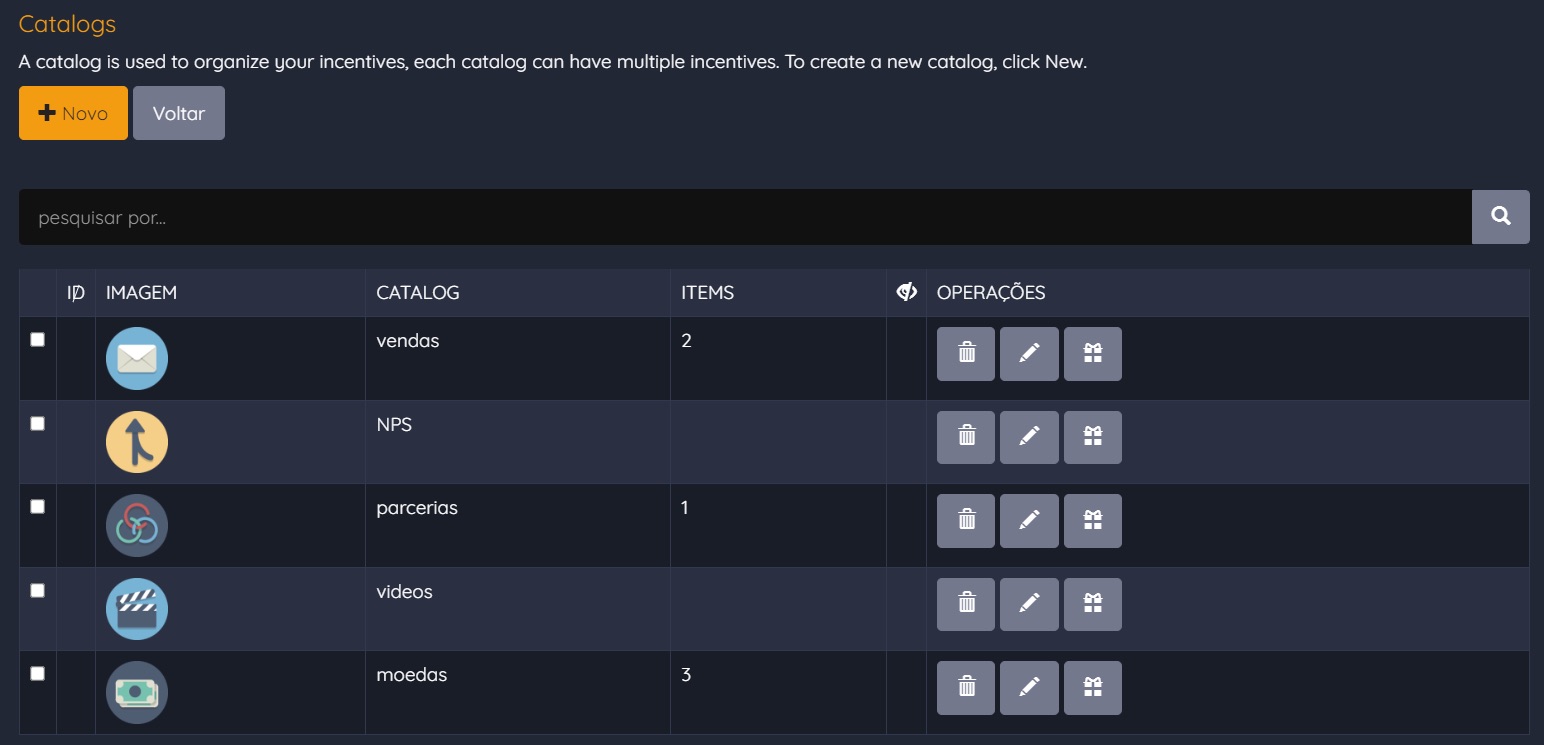 Catalogs
A catalog is used to organize your incentives, each catalog can have multiple incentives. To create a new catalog, click New.
Novo Voltar
pesquisar por...
ID IMAGEM CATALOG ITEMS OPERAÇÕES
vendas 2
NPS
parcerias 1
videos
moedas 3